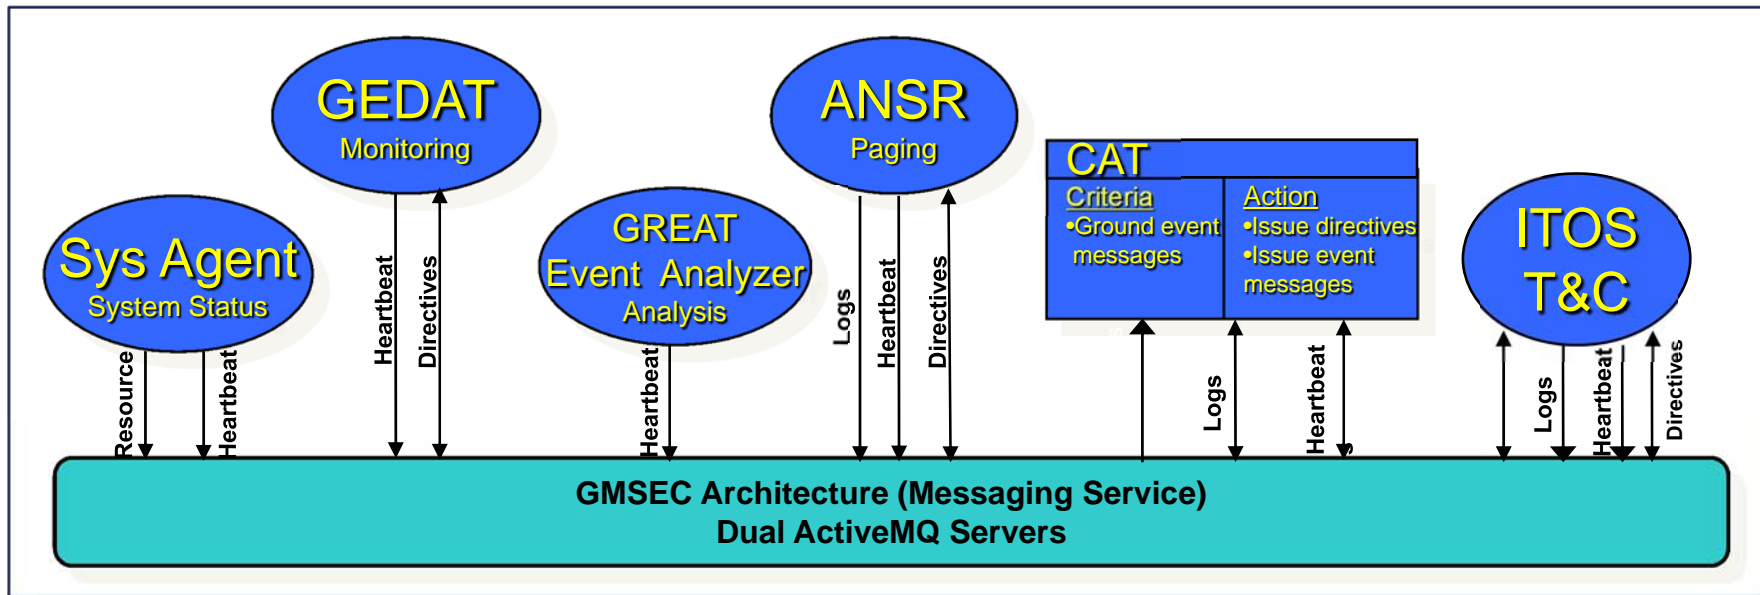 GEDAT
Monitoring
ANSR
Paging
Sys Agent
System Status
GREAT
Event Analyzer
Analysis
CAT
Criteria
•Ground event
messages
Action
•Issue directives
•Issue event
messages
ITOS
T&C
Resource
Heartbeat
Heartbeat
Directives
Heartbeat
Logs
Heartbeat
Directives
Logs
Heartbeat
s
Logs
Heartbeat
Directives
GMSEC Architecture (Messaging Service)
Dual ActiveMQ Servers